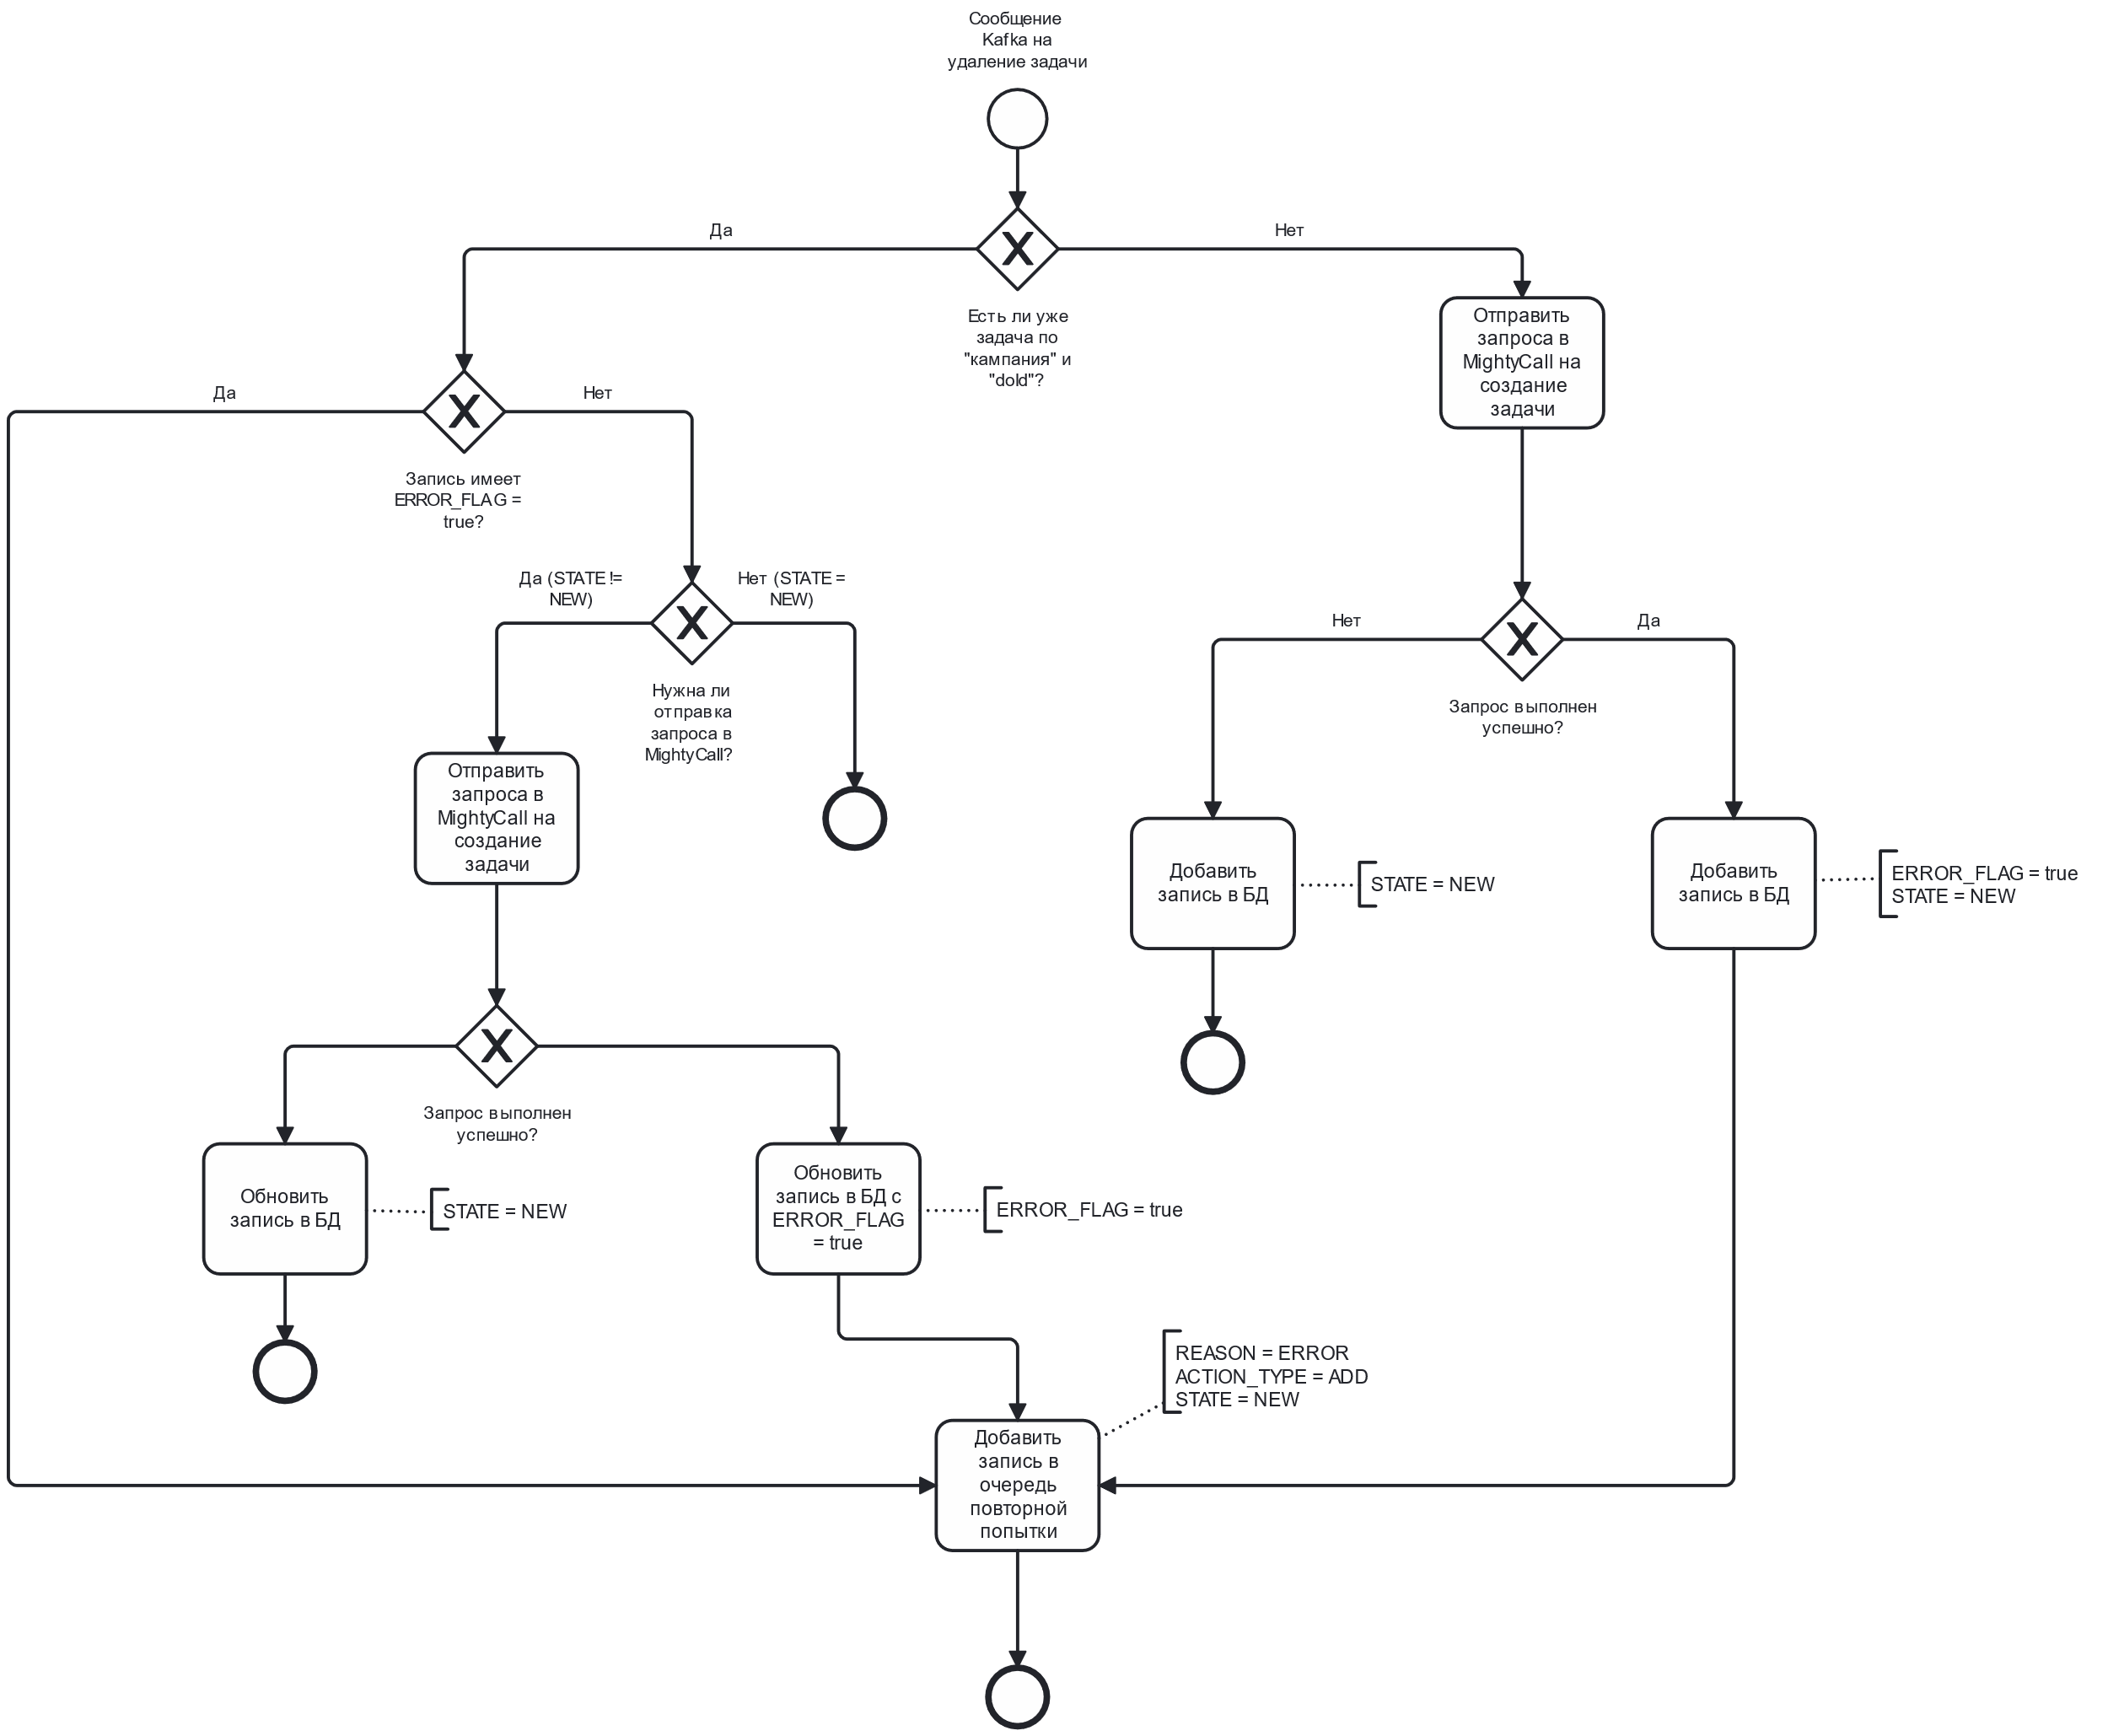 Сообщение
Kafka на
удаление задачи
Да
Нет
Есть ли уже
задача по
"кампания" и
"doId"?
Отправить
запроса в
MightyCall на
создание
задачи
Да
Нет
Запись имеет
ERROR_FLAG =
true?
Да (STATE !=
NEW)
Нет (STATE =
NEW)
Нужна ли
отправка
запроса в
MightyCall?
Нет
Да
Запрос выполнен
успешно?
Отправить
запроса в
MightyCall на
создание
задачи
Добавить
запись в БД
STATE = NEW
Добавить
запись в БД
ERROR_FLAG = true
STATE = NEW
Запрос выполнен
успешно?
Обновить
запись в БД
STATE = NEW
Обновить
запись в БД с
ERROR_FLAG
= true
ERROR_FLAG = true
REASON = ERROR
ACTION_TYPE = ADD
STATE = NEW
Добавить
запись в
очередь
повторной
попытки